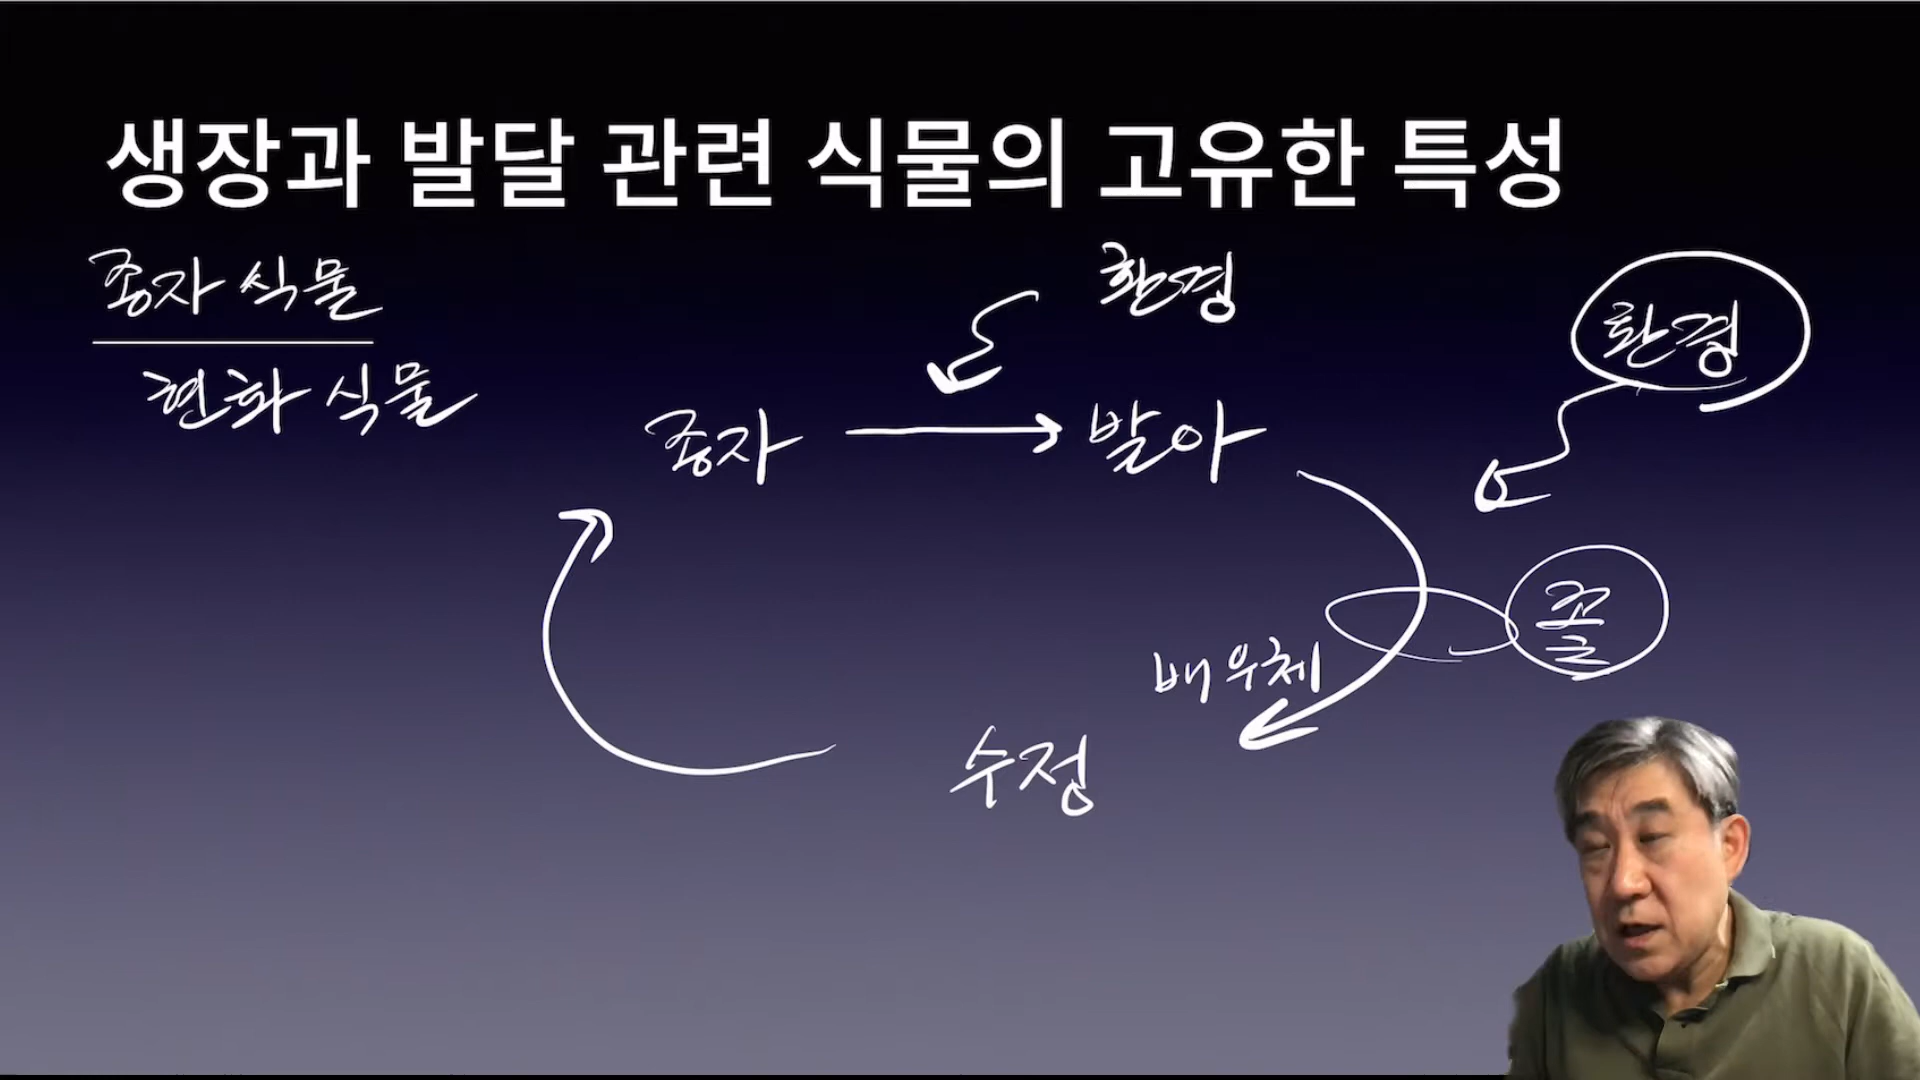 생장과 발달 관련 식물의 고유한 특성
종자 식물
현화 식물
환경
환경
종자
발아
꼴
배우체
수정